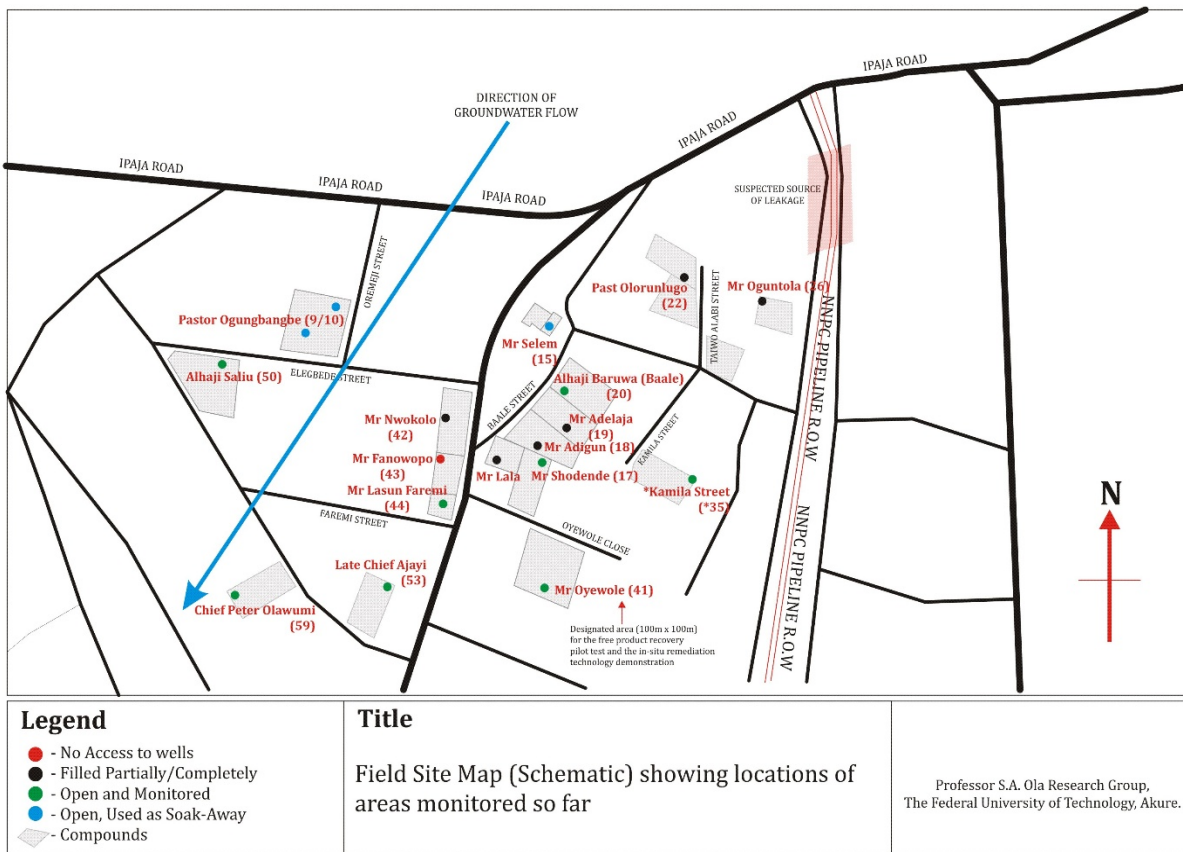 IPAJA ROAD
DIRECTION OF
GROUNDWATER FLOW
IPAJA ROAD
IPAJA ROAD
IPAJA ROAD
IPAJA ROAD
SUSPECTED SOURCE
OF LEAKAGE
OREMEJI STREET
Past Olorunlugo
(22)
TAIWO ALABI STREET
Mr Oguntola (16)
NNPC PIPELINE R.O.W
Pastor Ogungbangbe (9/10)
Mr Selem
(15)
Alhaji Saliu (50)
ELEGBEDE STREET
BAALE STREET
Alhaji Baruwa (Baale)
(20)
Mr Nwokolo
(42)
Mr Adelaja
(19)
Mr Adigun (18)
KAMILA STREET
Mr Fanowopo
(43)
Mr Lala
Mr Shodende (17)
Mr Lasun Faremi
(44)
*Kamila Street
(*35)
N
FAREMI STREET
OYEWOLE CLOSE
NNPC PIPELINE R.O.W
Late Chief Ajayi
(53)
Mr Oyewole (41)
Chief Peter Olawumi
(59)
Designated area (100m x 100m)
for the free product recovery
pilot test and the in-situ remediation
technology demonstration
Legend
- No Access to wells
- Filled Partially/Completely
- Open and Monitored
- Open, Used as Soak-Away
- Compounds
Title
Field Site Map (Schematic) showing locations of
areas monitored so far
Professor S.A. Ola Research Group,
The Federal University of Technology, Akure.